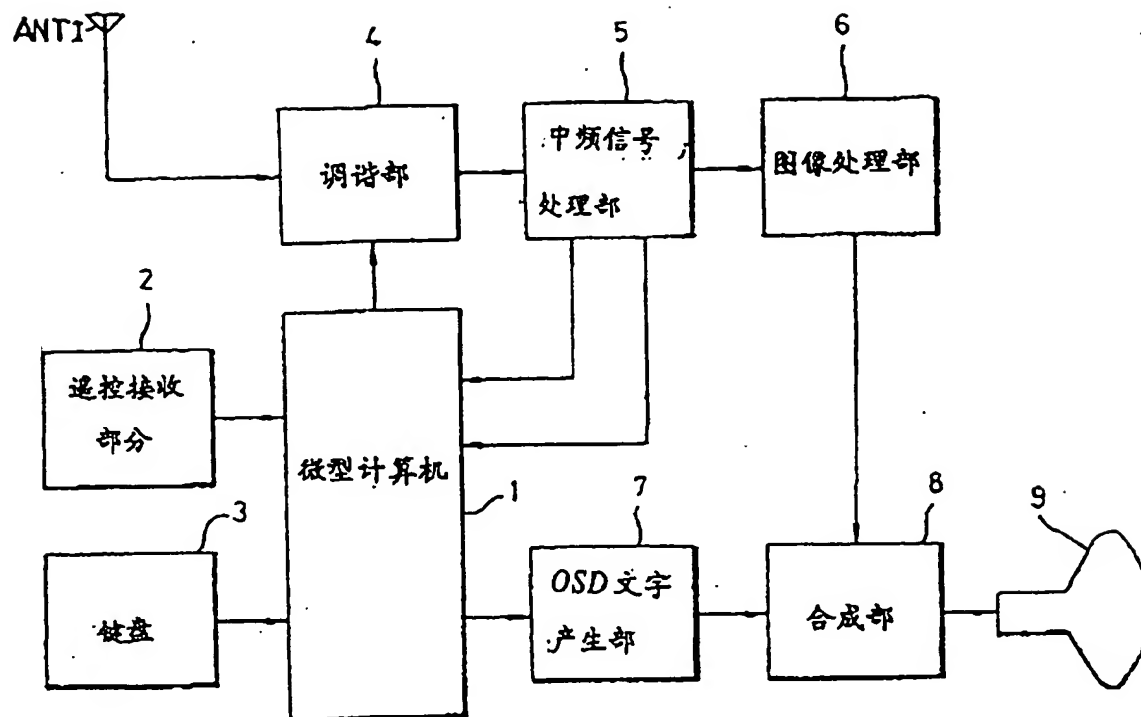 ANTI
4
5
6
调谐部
中频信号
处理部
图像处理部
2
遥控接收
部分
微型计算机
1
3
键盘
7
OSD文字
产生部
8
合成部
9